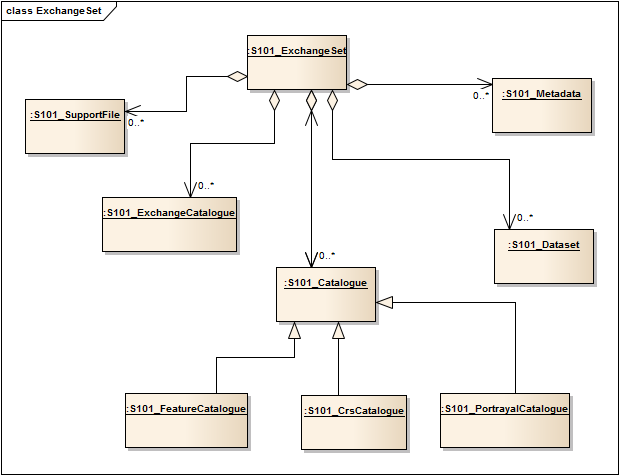 class ExchangeSet
:S101_ExchangeSet
:S101_SupportFile
0..*
0..*
:S101_Metadata
0..*
:S101_ExchangeCatalogue
0..*
:S101_Dataset
0..*
:S101_Catalogue
:S101_FeatureCatalogue
:S101_CrsCatalogue
:S101_PortrayalCatalogue